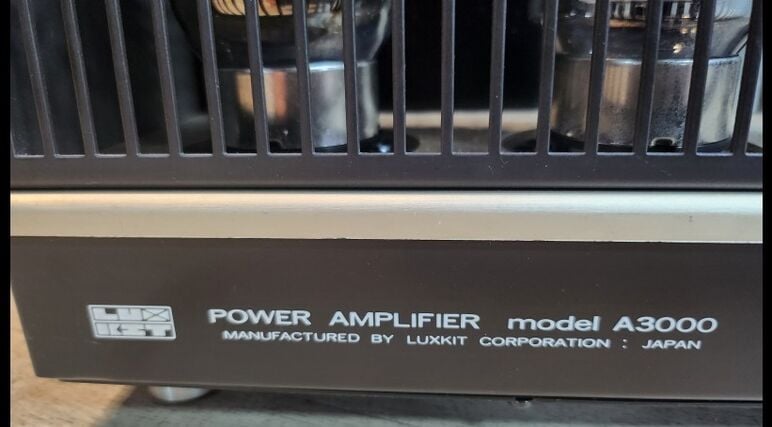 LUX
KIT
POWER AMPLIFIER model A3000
MANUFACTURED BY LUXKIT CORPORATION : JAPAN